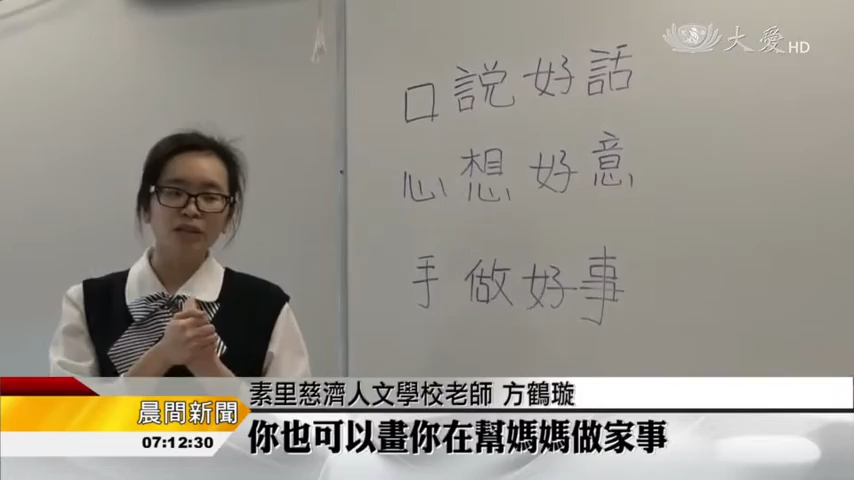 大愛HD
口說好話
心想好意
手做好事
素里慈濟人文學校老師 方鶴璇
晨間新聞
你也可以畫你在幫媽媽做家事
07:12:30